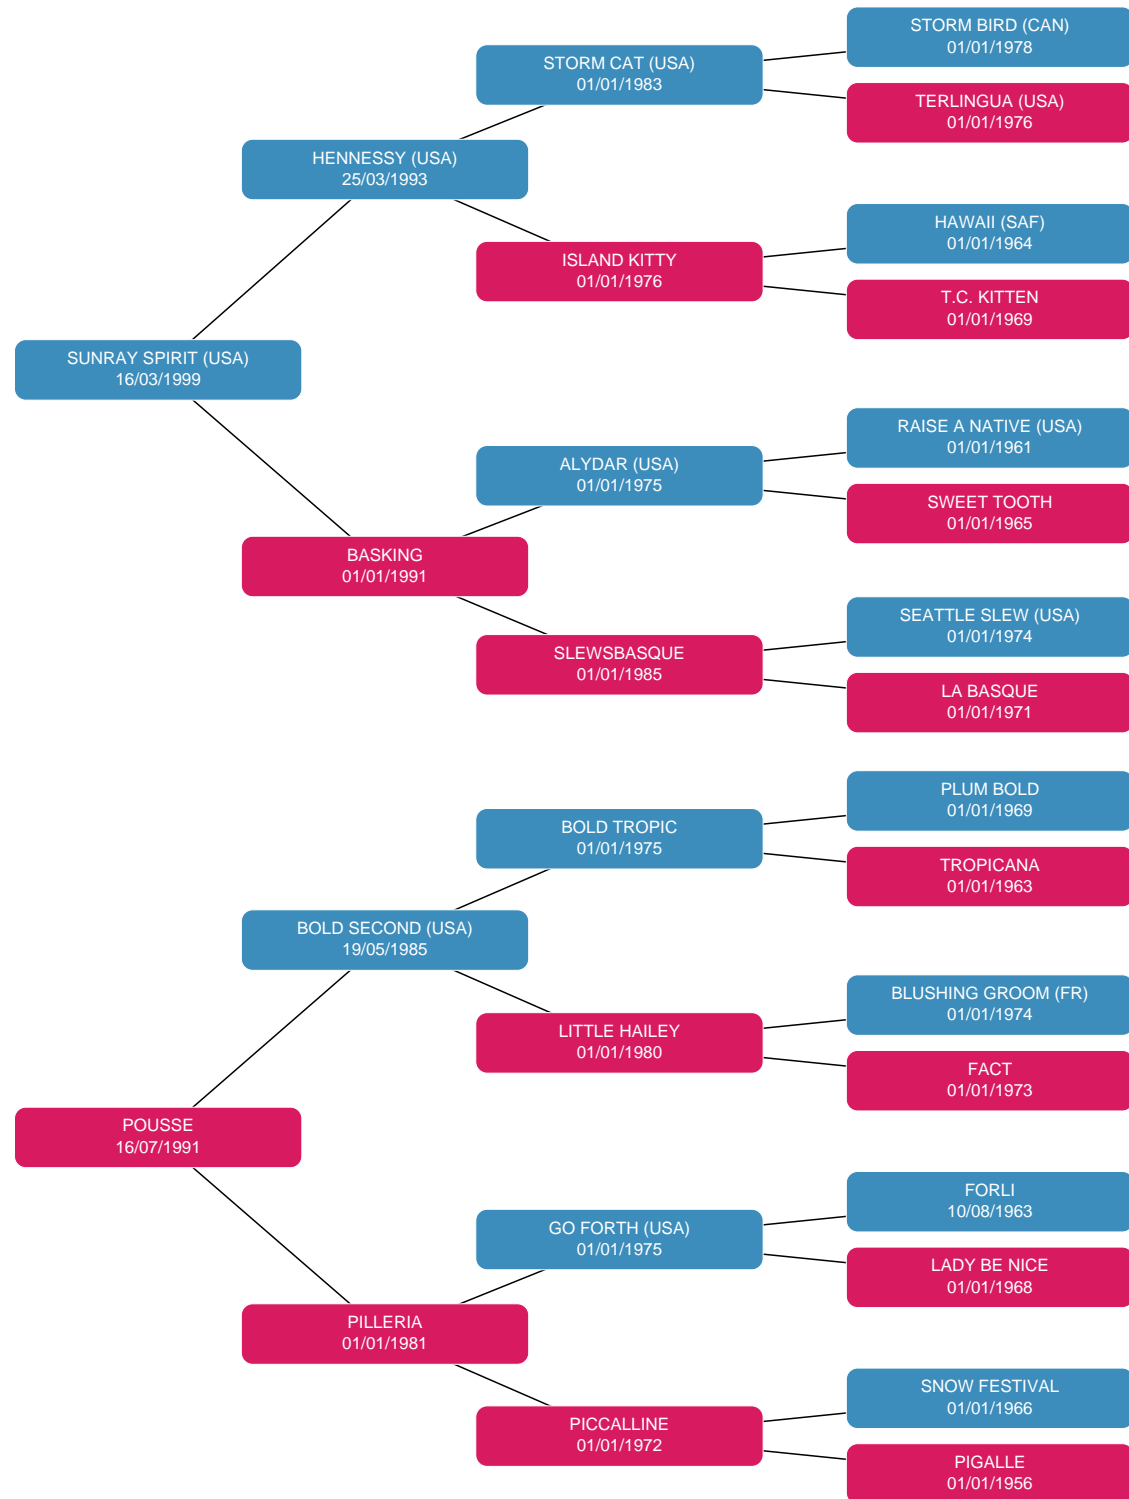 STORM BIRD (CAN)
01/01/1978
STORM CAT (USA)
01/01/1983
TERLINGUA (USA)
01/01/1976
HENNESSY (USA)
25/03/1993
HAWAII (SAF)
01/01/1964
ISLAND KITTY
01/01/1976
T.C. KITTEN
01/01/1969
SUNRAY SPIRIT (USA)
16/03/1999
RAISE A NATIVE (USA)
01/01/1961
ALYDAR (USA)
01/01/1975
SWEET TOOTH
01/01/1965
BASKING
01/01/1991
SEATTLE SLEW (USA)
01/01/1974
SLEWSBASQUE
01/01/1985
LA BASQUE
01/01/1971
PLUM BOLD
01/01/1969
BOLD TROPIC
01/01/1975
TROPICANA
01/01/1963
BOLD SECOND (USA)
19/05/1985
BLUSHING GROOM (FR)
01/01/1974
LITTLE HAILEY
01/01/1980
FACT
01/01/1973
POUSSE
16/07/1991
FORLI
10/08/1963
GO FORTH (USA)
01/01/1975
LADY BE NICE
01/01/1968
PILLERIA
01/01/1981
SNOW FESTIVAL
01/01/1966
PICCALLINE
01/01/1972
PIGALLE
01/01/1956